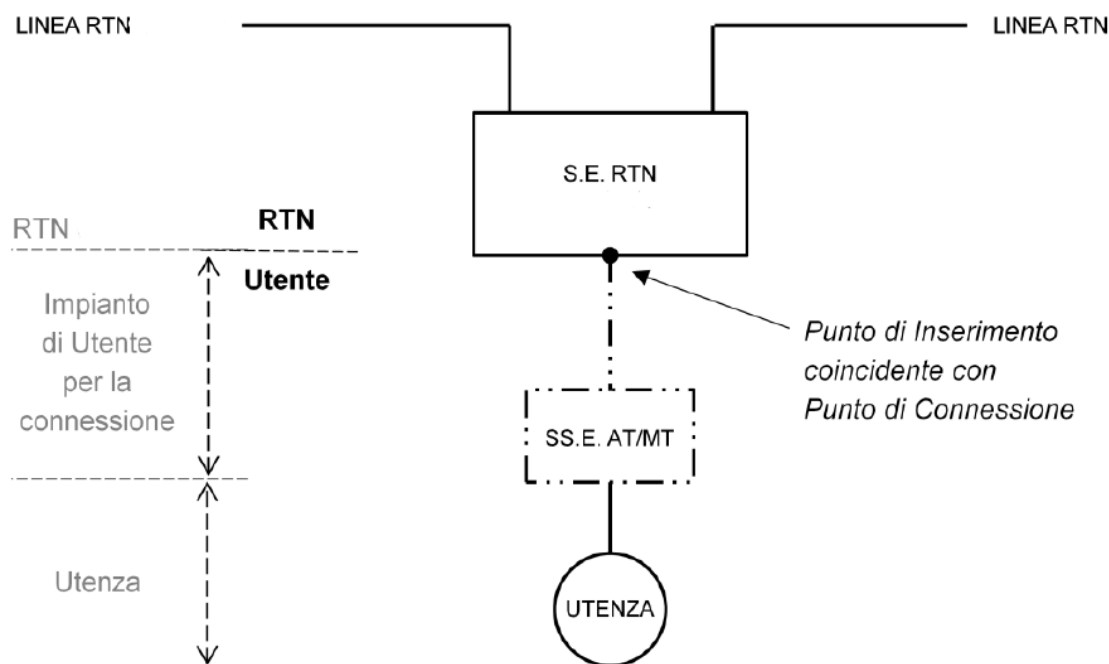 LINEA RTN
LINEA RTN
S.E. RTN
RTN
RTN
Utente
Impianto
di Utente
per la
connessione
Punto di Inserimento
coincidente con
Punto di Connessione
SS.E. AT/MT
Utenza
UTENZA